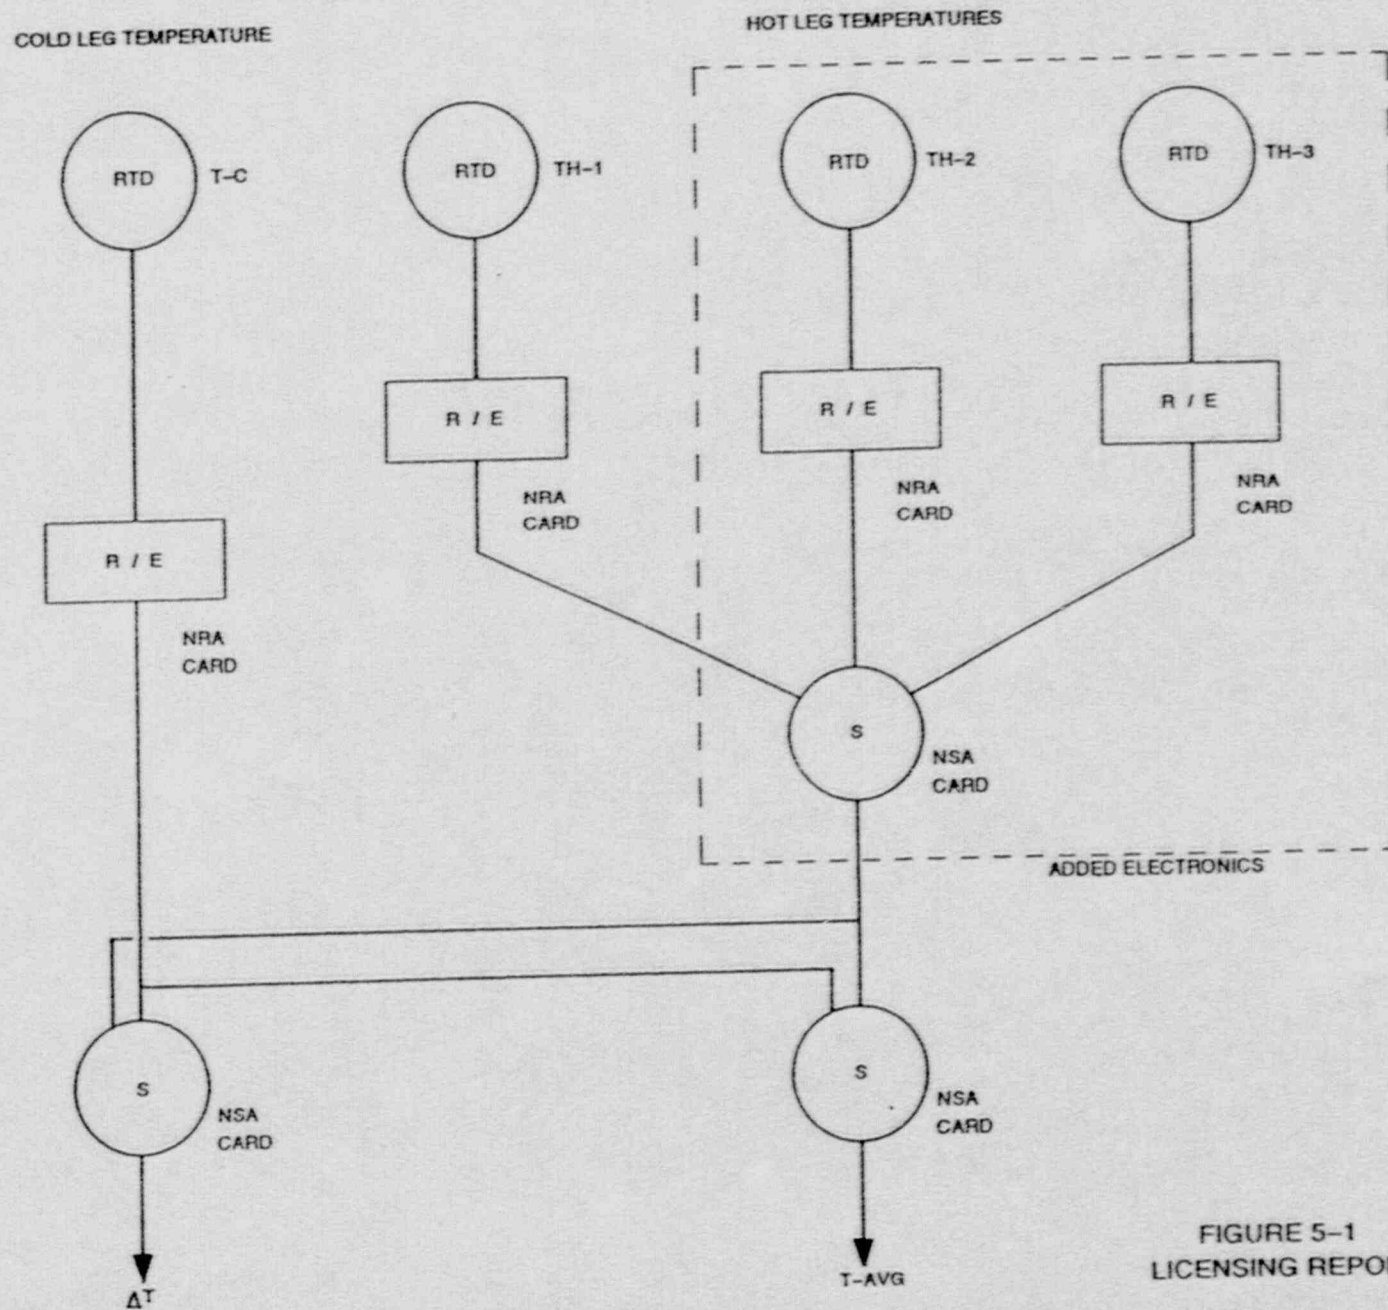 COLD LEG TEMPERATURE
HOT LEG TEMPERATURES
RTD T-C
RTD TH-1
RTD TH-2
RTD TH-3
R / E
R / E
R / E
NRA
CARD
NRA
CARD
NRA
CARD
R / E
NRA
CARD
S
NSA
CARD
ADDED ELECTRONICS
S
NSA
CARD
S
NSA
CARD
ΔT
T-AVG
FIGURE 5-1
LICENSING